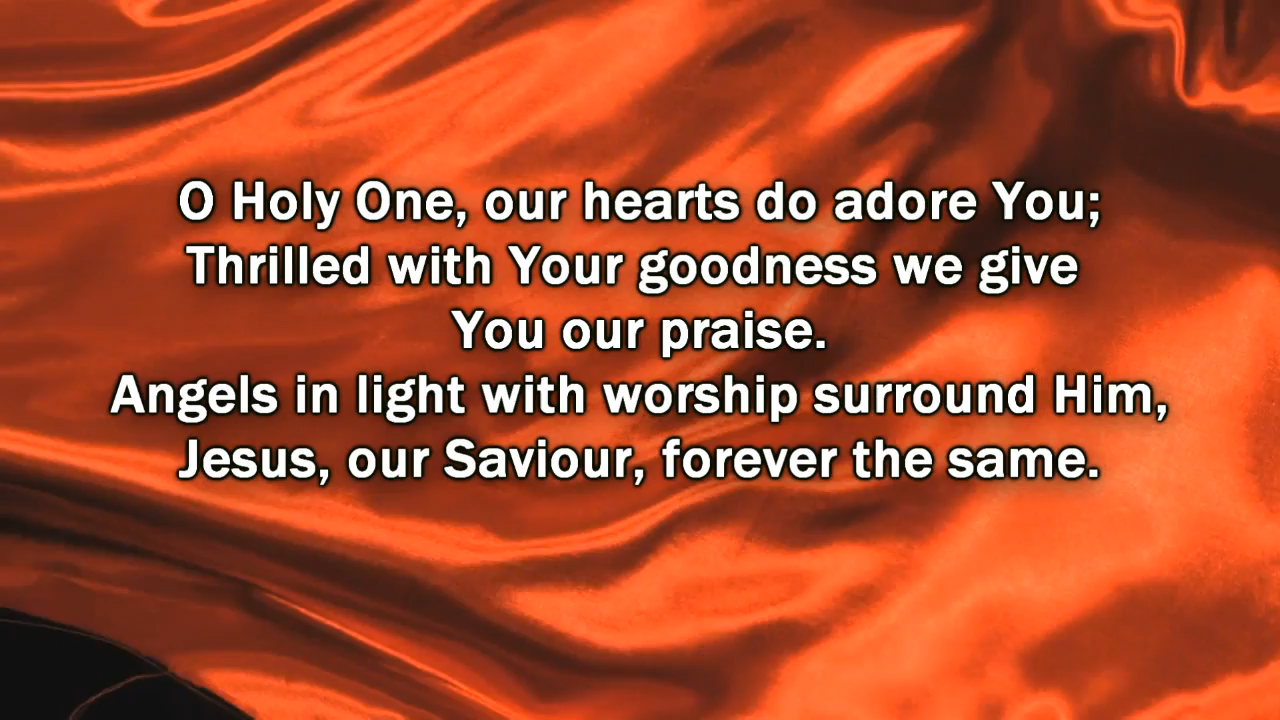 O Holy One, our hearts do adore You;
Thrilled with Your goodness we give
You our praise.
Angels in light with worship surround Him,
Jesus, our Saviour, forever the same.